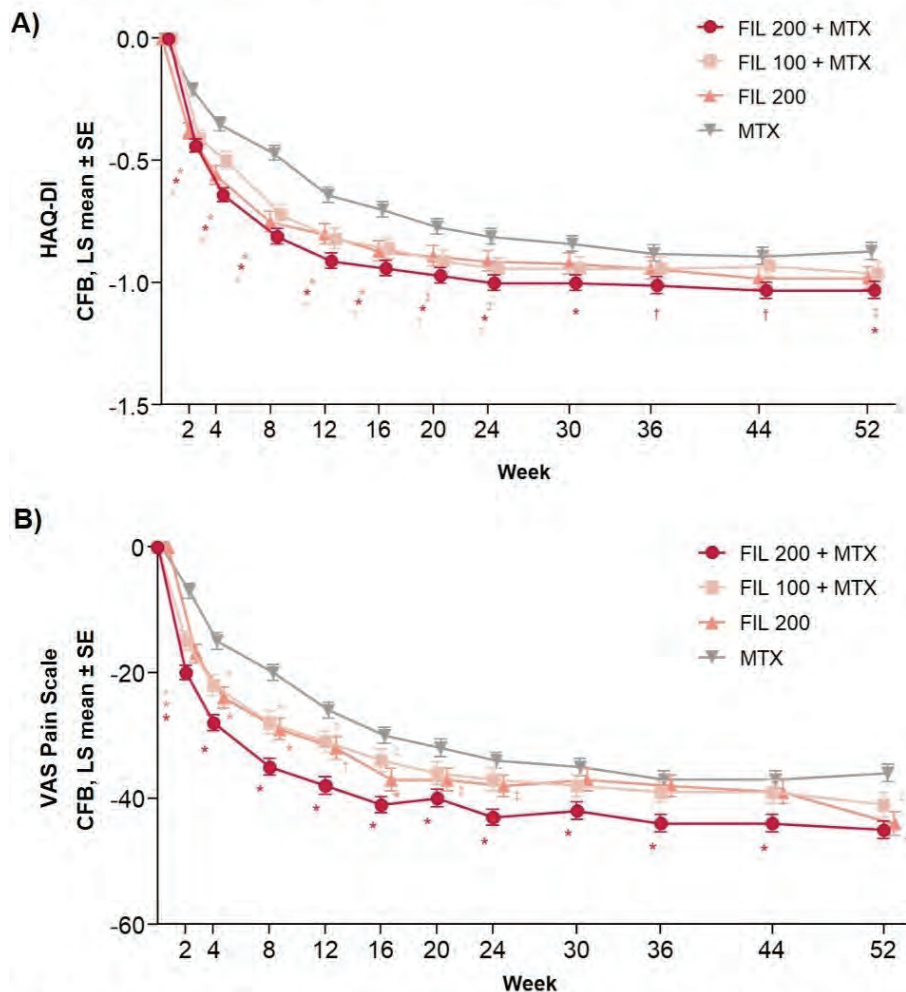 A)
FIL 200 + MTX
FIL 100 + MTX
FIL 200
MTX
HAQ-DI
CFB, LS mean ± SE
0.0
-0.5
-1.0
-1.5
2 4 8 12 16 20 24 30 36 44 52
Week
B)
FIL 200 + MTX
FIL 100 + MTX
FIL 200
MTX
VAS Pain Scale
CFB, LS mean ± SE
0
-20
-40
-60
2 4 8 12 16 20 24 30 36 44 52
Week